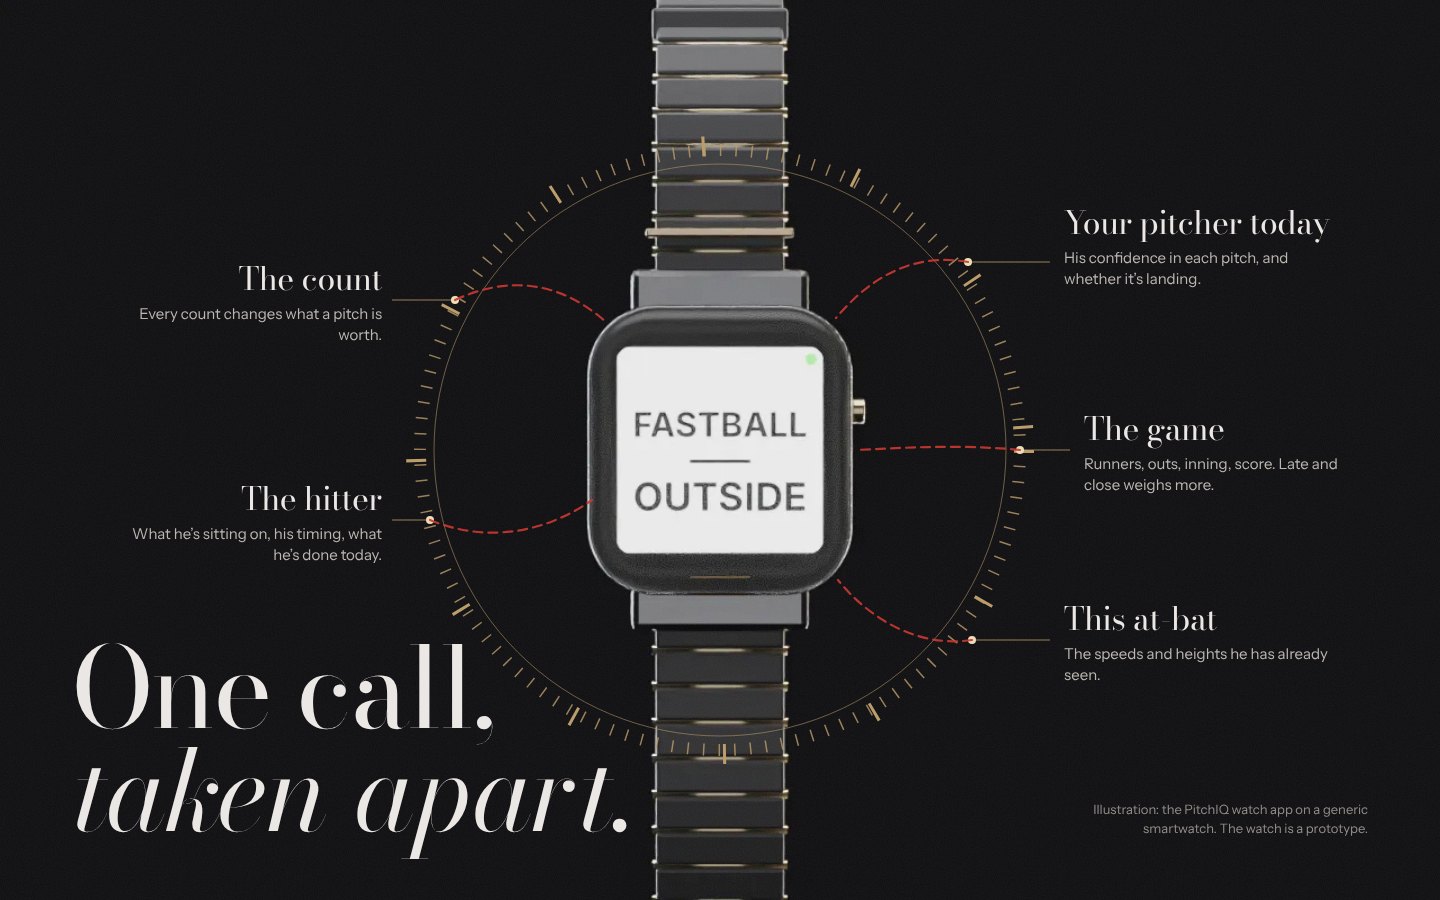 The count
Every count changes what a pitch is
worth.
The hitter
What he's sitting on, his timing, what
he's done today.
FASTBALL
OUTSIDE
Your pitcher today
His confidence in each pitch, and
whether it's landing.
The game
Runners, outs, inning, score. Late and
close weighs more.
This at-bat
The speeds and heights he has already
seen.
One call,
taken apart.
Illustration: the PitchIQ watch app on a generic
smartwatch. The watch is a prototype.